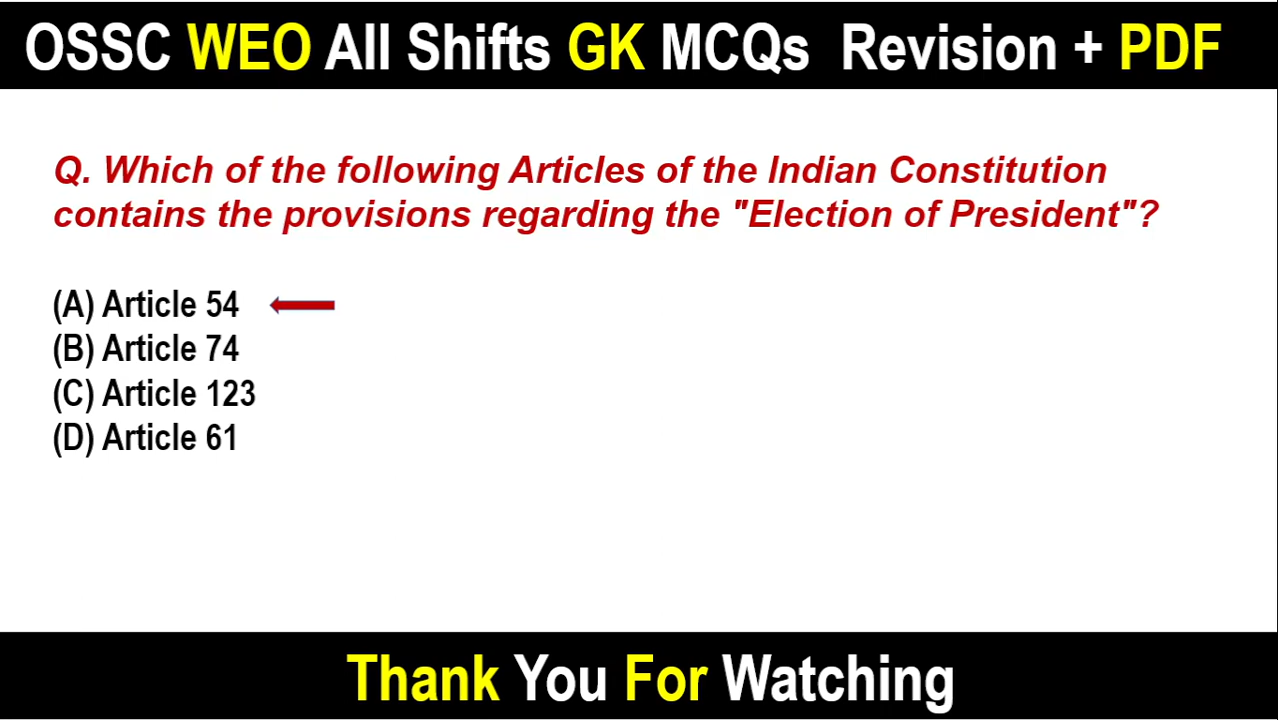 OSSC WEO All Shifts GK MCQs Revision + PDF
Q. Which of the following Articles of the Indian Constitution
contains the provisions regarding the "Election of President"?
(A) Article 54
(B) Article 74
(C) Article 123
(D) Article 61
Thank You For Watching